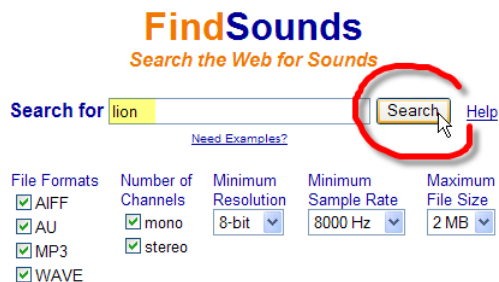 FindSounds
Search the Web for Sounds
Search for lion Search Help
Need Examples?
File Formats Number of Channels Minimum Resolution Minimum Sample Rate Maximum File Size
AIFF mono 8-bit 8000 Hz 2 MB
AU stereo
MP3
WAVE